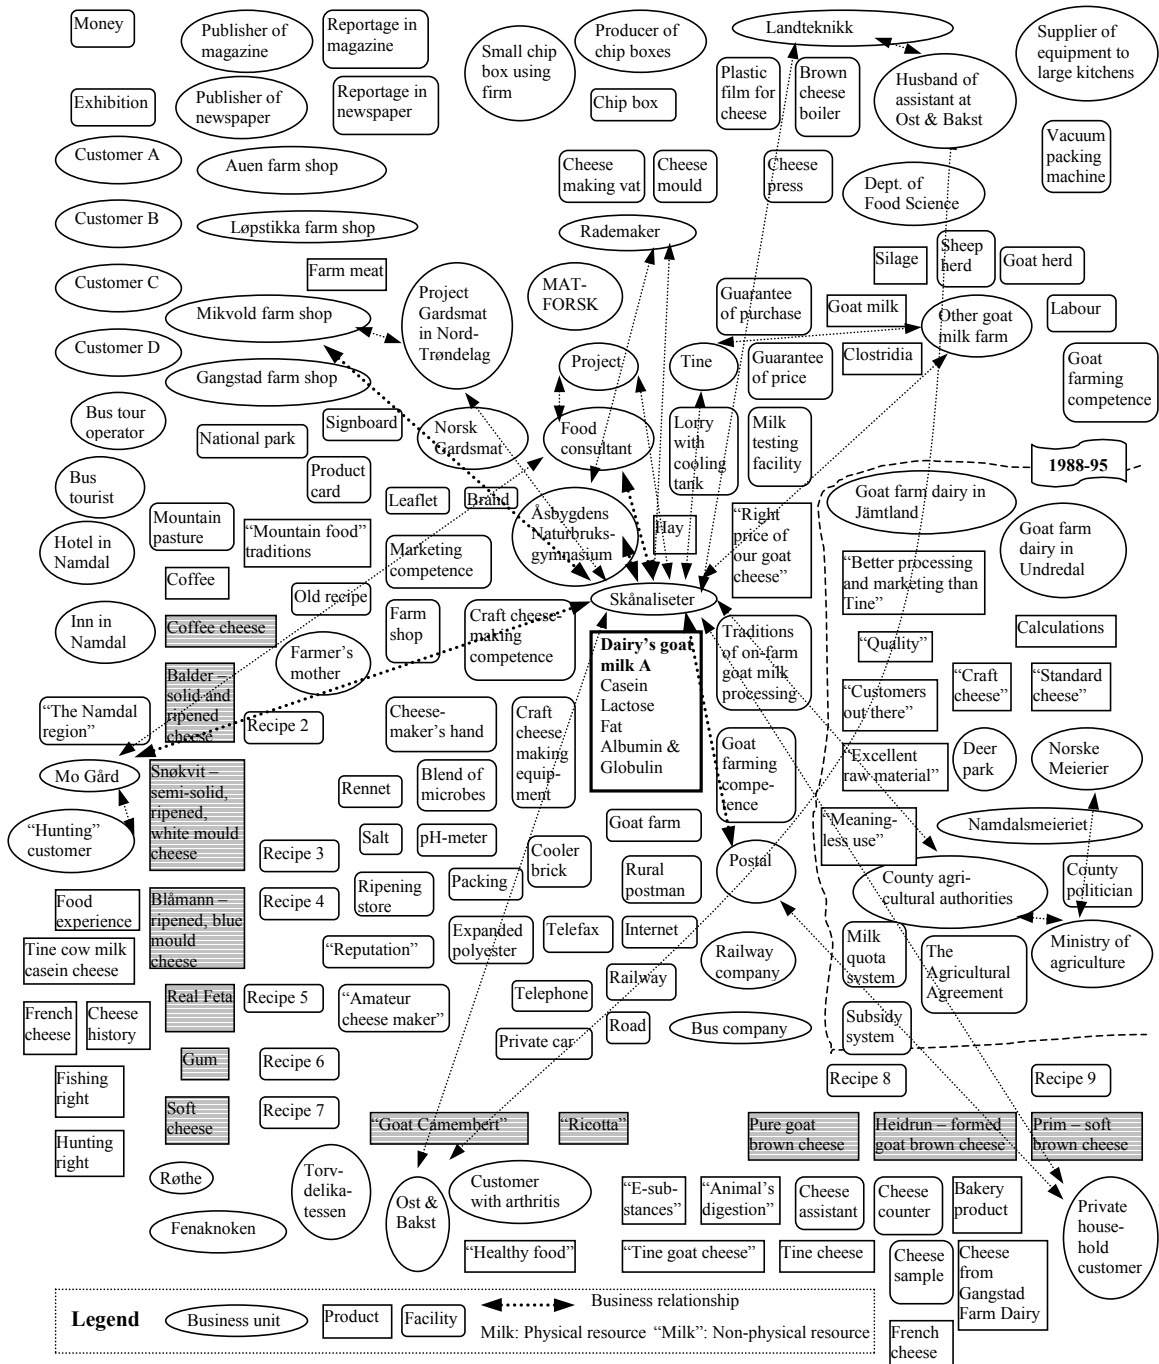 Money
Publisher of
magazine
Reportage in
magazine
Small chip
box using
firm
Producer of
chip boxes
Landteknikk
Supplier of
equipment to
large kitchens
Exhibition
Publisher of
newspaper
Reportage in
newspaper
Chip box
Plastic
film for
cheese
Brown
cheese
boiler
Husband of
assistant at
Ost & Bakst
Customer A
Auen farm shop
Cheese
making vat
Cheese
mould
Cheese
press
Dept. of
Food Science
Vacuum
packing
machine
Customer B
Løpstikka farm shop
Rademaker
Silage
Sheep
herd
Goat herd
Customer C
Farm meat
Project
Gardsmat
in Nord-
Trøndelag
MAT-
FORSK
Guarantee
of purchase
Goat milk
Other goat
milk farm
Labour
Mikvold farm shop
Customer D
Gangstad farm shop
Project
Tine
Guarantee
of price
Clostridia
Goat
farming
competence
Bus tour
operator
National park
Signboard
Norsk
Gardsmat
Food
consultant
Lorry
with
cooling
tank
Milk
testing
facility
1988-95
Bus
tourist
Product
card
Leaflet
Brand
Åsbygdens
Naturbruks-
gymnasium
Hay
"Right
price of
our goat
cheese"
Goat farm dairy in
Jämtland
Goat farm
dairy in
Undredal
Hotel in
Namdal
Mountain
pasture
"Mountain food"
traditions
Marketing
competence
"Better processing
and marketing than
Tine"
Coffee
Old recipe
Skånaliseter
Inn in
Namdal
Coffee cheese
Farmer's
mother
Farm
shop
Craft cheese-
making
competence
Dairy's goat
milk A
Casein
Lactose
Fat
Albumin &
Globulin
Traditions
of on-farm
goat milk
processing
"Quality"
Calculations
Balder –
solid and
ripened
cheese
"Customers
out there"
"Craft
cheese"
"Standard
cheese"
"The Namdal
region"
Recipe 2
Cheese-
maker's hand
Craft
cheese
making
equip-
ment
Goat
farming
compe-
tence
"Excellent
raw material"
Deer
park
Norske
Meierier
Mo Gård
Snøkvit –
semi-solid,
ripened,
white mould
cheese
Rennet
Blend of
microbes
"Hunting"
customer
Recipe 3
Salt
pH-meter
Goat farm
"Meaning-
less use"
Namdalsmeieriet
Cooler
brick
Postal
Food
experience
Blåmann –
ripened, blue
mould
cheese
Recipe 4
Ripening
store
Packing
Rural
postman
County agri-
cultural authorities
County
politician
Tine cow milk
casein cheese
"Reputation"
Expanded
polyester
Telefax
Internet
Railway
company
Milk
quota
system
The
Agricultural
Agreement
Ministry of
agriculture
French
cheese
Cheese
history
Real Feta
Recipe 5
"Amateur
cheese maker"
Telephone
Railway
Private car
Road
Bus company
Subsidy
system
Fishing
right
Gum
Recipe 6
Recipe 8
Recipe 9
Hunting
right
Soft
cheese
Recipe 7
"Goat Camembert"
"Ricotta"
Pure goat
brown cheese
Heidrun – formed
goat brown cheese
Prim – soft
brown cheese
Røthe
Torv-
delika-
tessen
Ost &
Bakst
Customer
with arthritis
"E-sub-
stances"
"Animal's
digestion"
Cheese
assistant
Cheese
counter
Bakery
product
Private
house-
hold
customer
Fenaknoken
"Healthy food"
"Tine goat cheese"
Tine cheese
Cheese
sample
Cheese
from
Gangstad
Farm Dairy
French
cheese
Legend
Business unit
Product
Facility
Business relationship
Milk: Physical resource "Milk": Non-physical resource